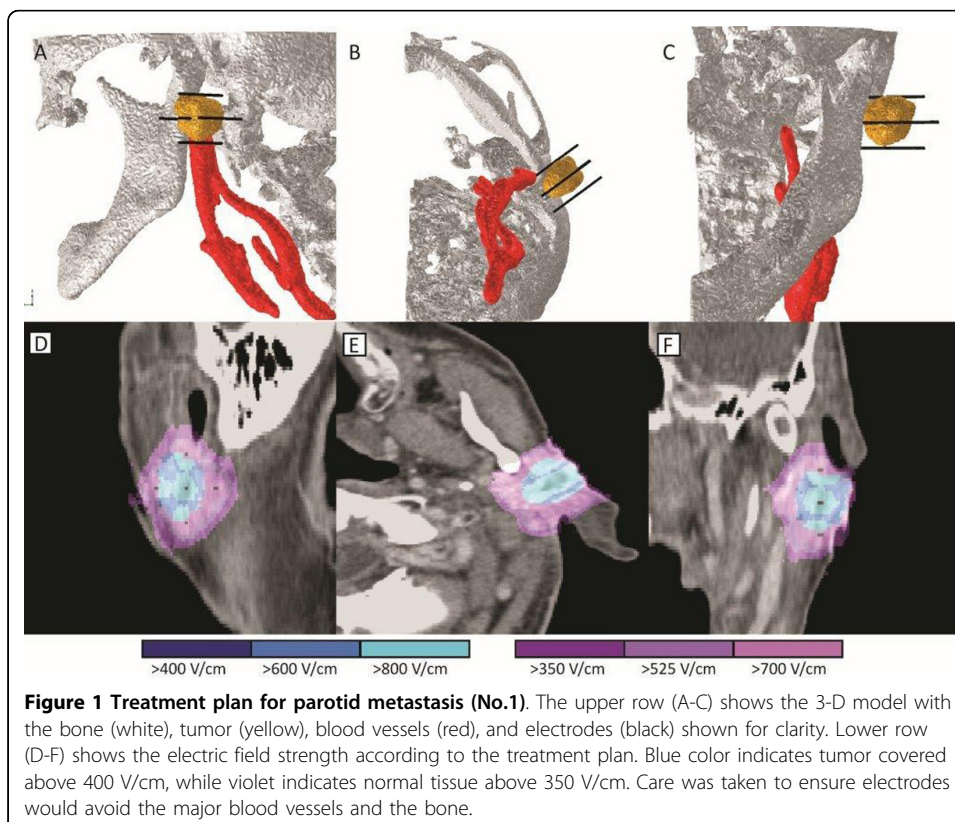 A
B
C
D
E
F
>400 V/cm >600 V/cm >800 V/cm >350 V/cm >525 V/cm >700 V/cm
Figure 1 Treatment plan for parotid metastasis (No.1). The upper row (A-C) shows the 3-D model with
the bone (white), tumor (yellow), blood vessels (red), and electrodes (black) shown for clarity. Lower row
(D-F) shows the electric field strength according to the treatment plan. Blue color indicates tumor covered
above 400 V/cm, while violet indicates normal tissue above 350 V/cm. Care was taken to ensure electrodes
would avoid the major blood vessels and the bone.